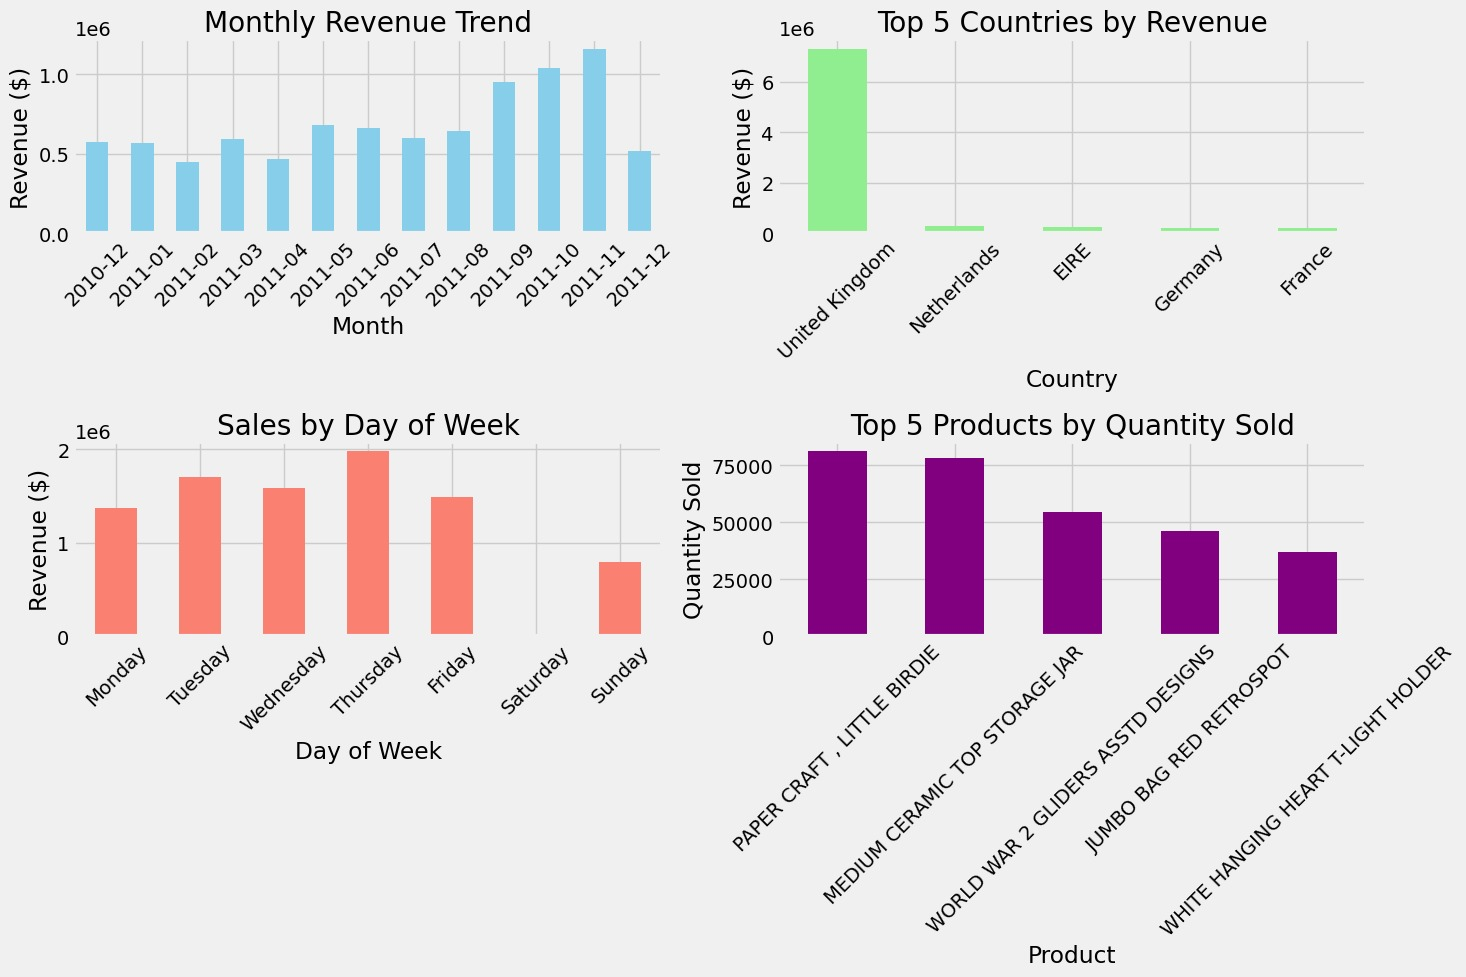 Monthly Revenue Trend
1e6
Revenue ($)
1.0
0.5
0.0
2010-12
2011-01
2011-02
2011-03
2011-04
2011-05
2011-06
2011-07
2011-08
2011-09
2011-10
2011-11
2011-12
Month
Top 5 Countries by Revenue
1e6
Revenue ($)
6
4
2
0
United Kingdom
Netherlands
EIRE
Germany
France
Country
Sales by Day of Week
1e6
Revenue ($)
2
1
0
Monday
Tuesday
Wednesday
Thursday
Friday
Saturday
Sunday
Day of Week
Top 5 Products by Quantity Sold
Quantity Sold
75000
50000
25000
0
PAPER CRAFT , LITTLE BIRDIE
MEDIUM CERAMIC TOP STORAGE JAR
WORLD WAR 2 GLIDERS ASSTD DESIGNS
JUMBO BAG RED RETROSPOT
WHITE HANGING HEART T-LIGHT HOLDER
Product